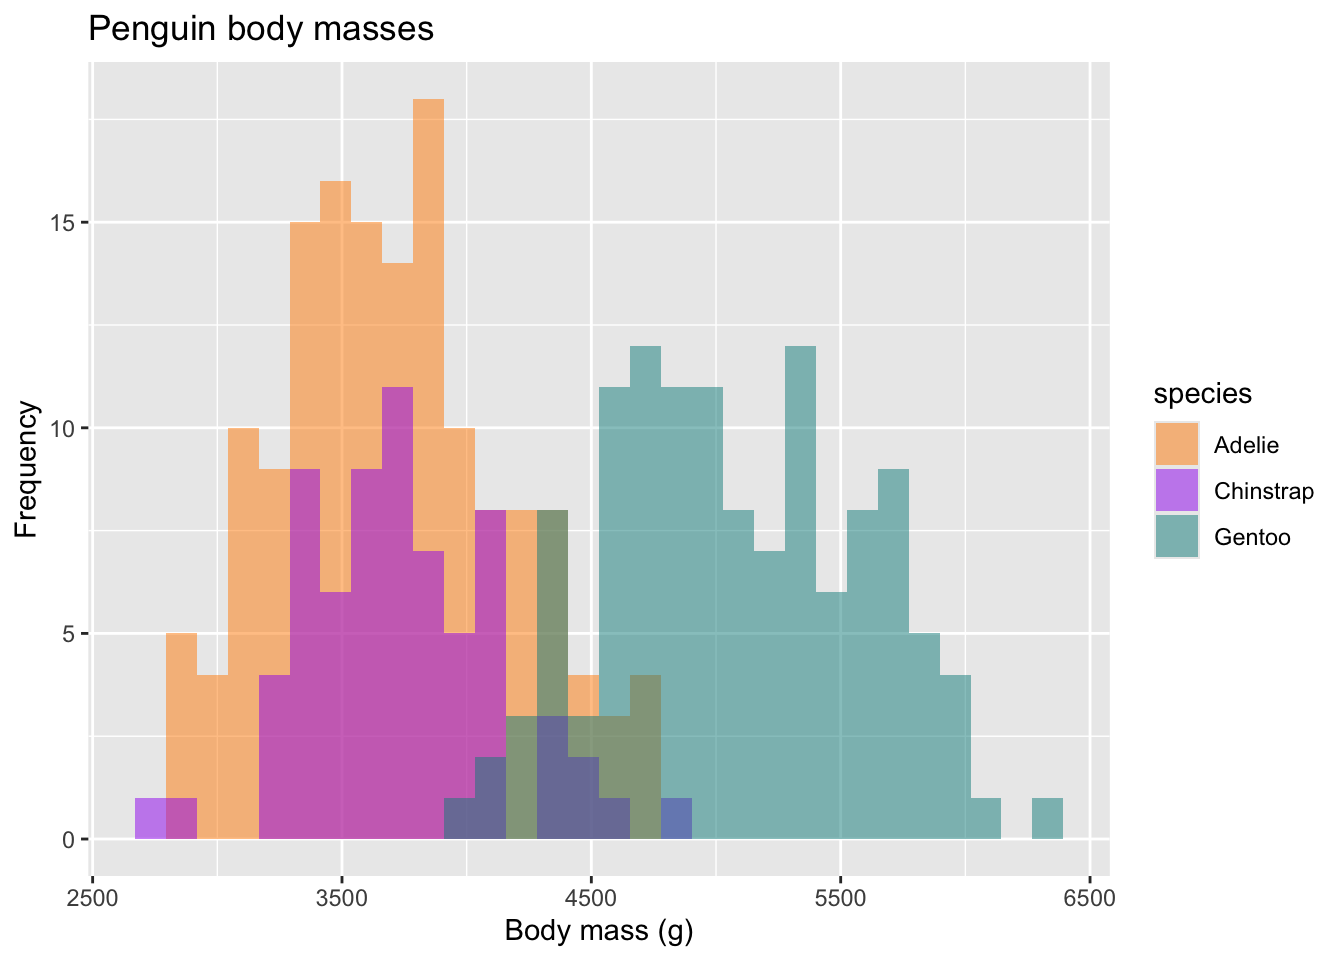 Penguin body masses
Frequency
15
10
5
0
2500 3500 4500 5500 6500
Body mass (g)
species
Adelie
Chinstrap
Gentoo